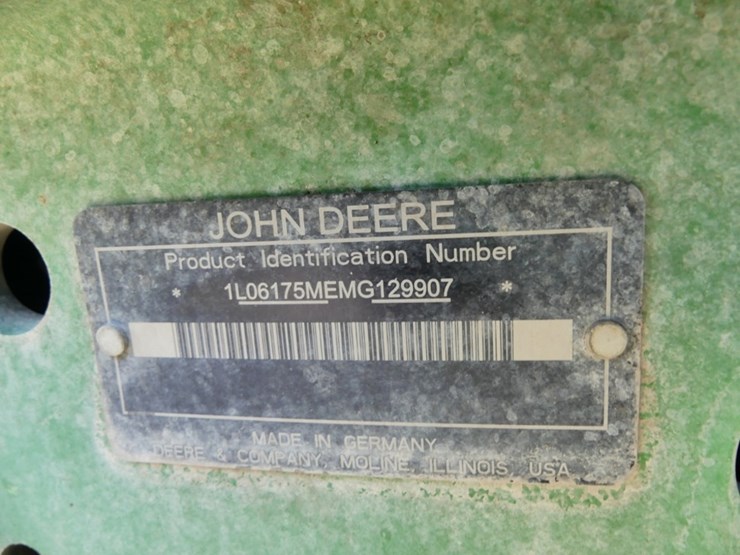 JOHN DEERE
Product Identification Number
* 1L06175MEMG129907 *
MADE IN GERMANY
DEERE & COMPANY, MOLINE, ILLINOIS, USA